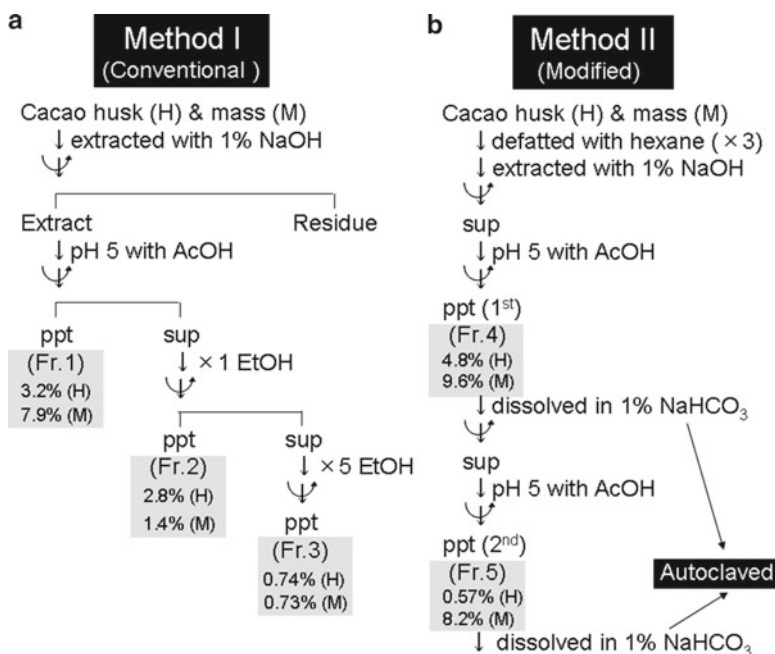 a
Method I
(Conventional )
Cacao husk (H) & mass (M)
↓ extracted with 1% NaOH
Extract
Residue
↓ pH 5 with AcOH
ppt
(Fr.1)
3.2% (H)
7.9% (M)
sup
↓ × 1 EtOH
ppt
(Fr.2)
2.8% (H)
1.4% (M)
sup
↓ × 5 EtOH
ppt
(Fr.3)
0.74% (H)
0.73% (M)
b
Method II
(Modified)
Cacao husk (H) & mass (M)
↓ defatted with hexane ( × 3)
↓ extracted with 1% NaOH
sup
↓ pH 5 with AcOH
ppt (1st)
(Fr.4)
4.8% (H)
9.6% (M)
↓ dissolved in 1% NaHCO3
sup
↓ pH 5 with AcOH
ppt (2nd)
(Fr.5)
0.57% (H)
8.2% (M)
↓ dissolved in 1% NaHCO3
Autoclaved